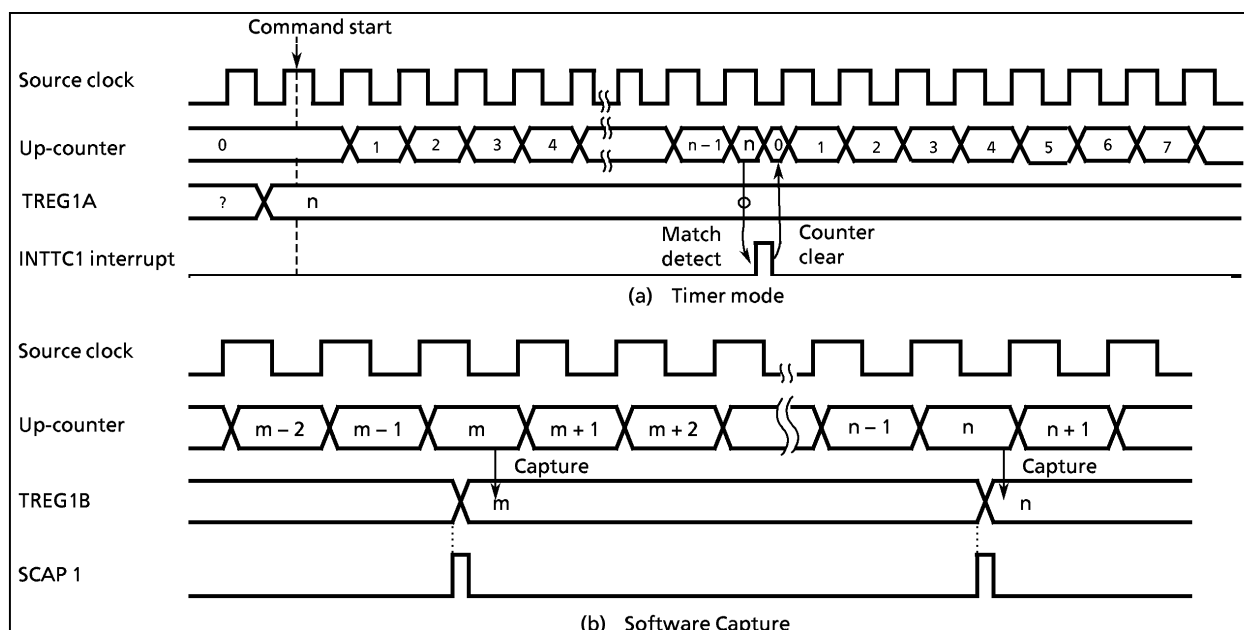 Command start
Source clock
Up-counter 0 1 2 3 4 n – 1 n 0 1 2 3 4 5 6 7
TREG1A ? n
Match detect
Counter clear
INTTC1 interrupt
(a) Timer mode
Source clock
Up-counter m – 2 m – 1 m m + 1 m + 2 n – 1 n n + 1
Capture Capture
TREG1B m n
SCAP 1
(b) Software Capture